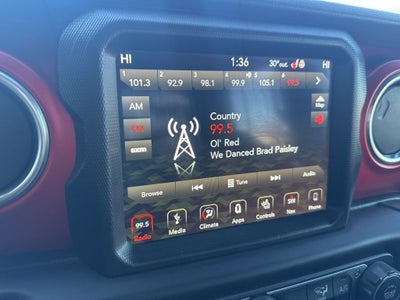 HI 1:36 30°out HI
1 2 3 4 5 6
101.3 92.9 98.1 99.9 105.1 99.5
AM
FM
sxm
Map
Country
99.5
Ol' Red
We Danced Brad Paisley
Browse Tune Audio
99.5
Radio Media Climate Apps Controls Nav Phone